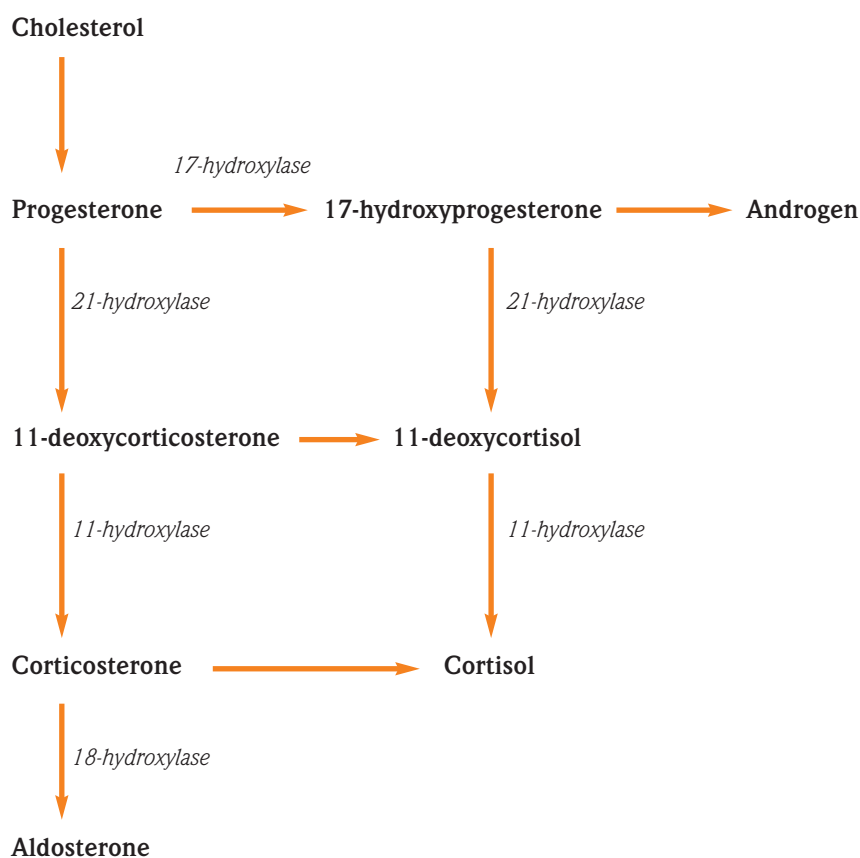 Cholesterol
17-hydroxylase
Progesterone 17-hydroxyprogesterone Androgen
21-hydroxylase 21-hydroxylase
11-deoxycorticosterone 11-deoxycortisol
11-hydroxylase 11-hydroxylase
Corticosterone Cortisol
18-hydroxylase
Aldosterone